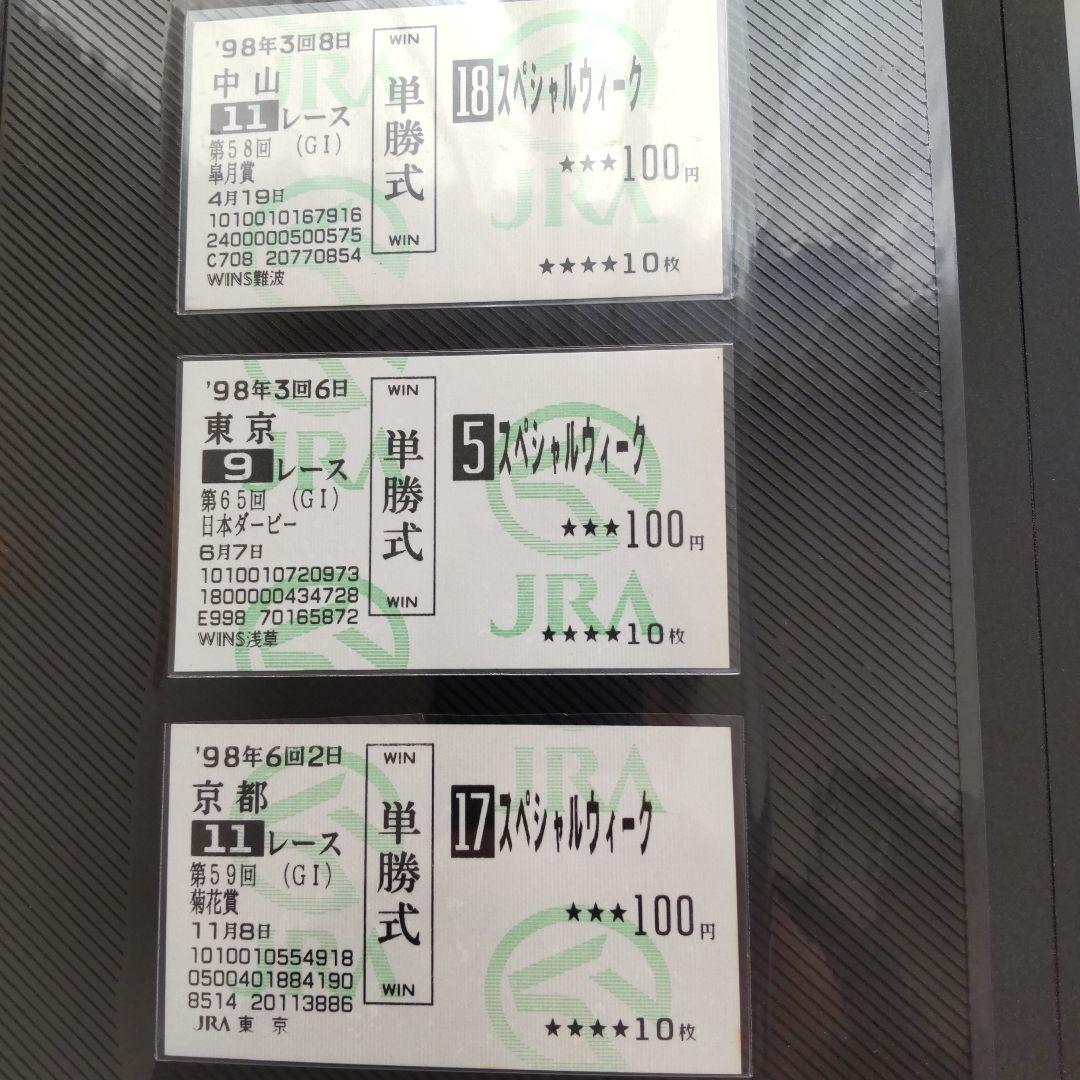 '98年3回8日
中山
11レース
第58回 (GI)
皐月賞
4月19日
1010010167916
2400000500575
C708 20770854
WINS難波
WIN
単勝式
WIN
18 スペシャルウィーク
★★★100円
★★★★10枚
JRA
JRA
'98年3回6日
東京
9レース
第65回 (GI)
日本ダービー
6月7日
1010010720973
1800000434728
E998 70165872
WINS浅草
WIN
単勝式
WIN
5 スペシャルウィーク
★★★100円
★★★★10枚
JRA
JRA
'98年6回2日
京都
11レース
第59回 (GI)
菊花賞
11月8日
1010010554918
0500401884190
8514 20113886
JRA 東 京
WIN
単勝式
WIN
17 スペシャルウィーク
★★★100円
★★★★10枚
JRA
JRA